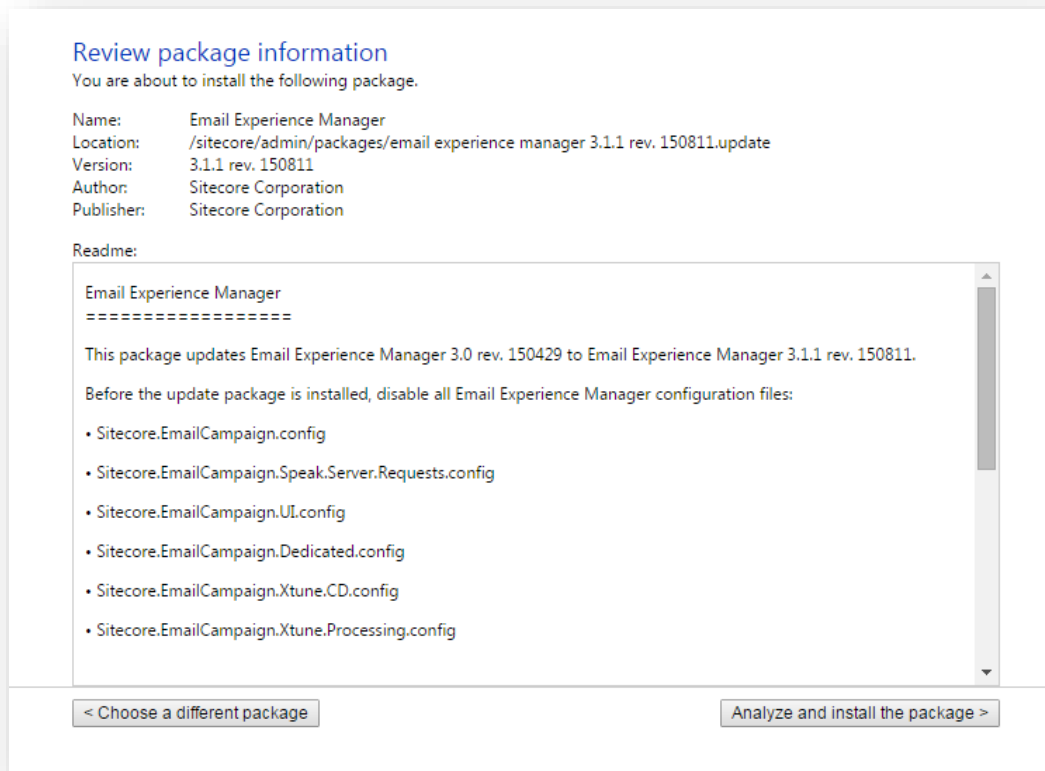 Review package information
You are about to install the following package.
Name: Email Experience Manager
Location: /sitecore/admin/packages/email experience manager 3.1.1 rev. 150811.update
Version: 3.1.1 rev. 150811
Author: Sitecore Corporation
Publisher: Sitecore Corporation
Readme:
Email Experience Manager
==================
This package updates Email Experience Manager 3.0 rev. 150429 to Email Experience Manager 3.1.1 rev. 150811.
Before the update package is installed, disable all Email Experience Manager configuration files:
• Sitecore.EmailCampaign.config
• Sitecore.EmailCampaign.Speak.Server.Requests.config
• Sitecore.EmailCampaign.UI.config
• Sitecore.EmailCampaign.Dedicated.config
• Sitecore.EmailCampaign.Xtune.CD.config
• Sitecore.EmailCampaign.Xtune.Processing.config
< Choose a different package
Analyze and install the package >